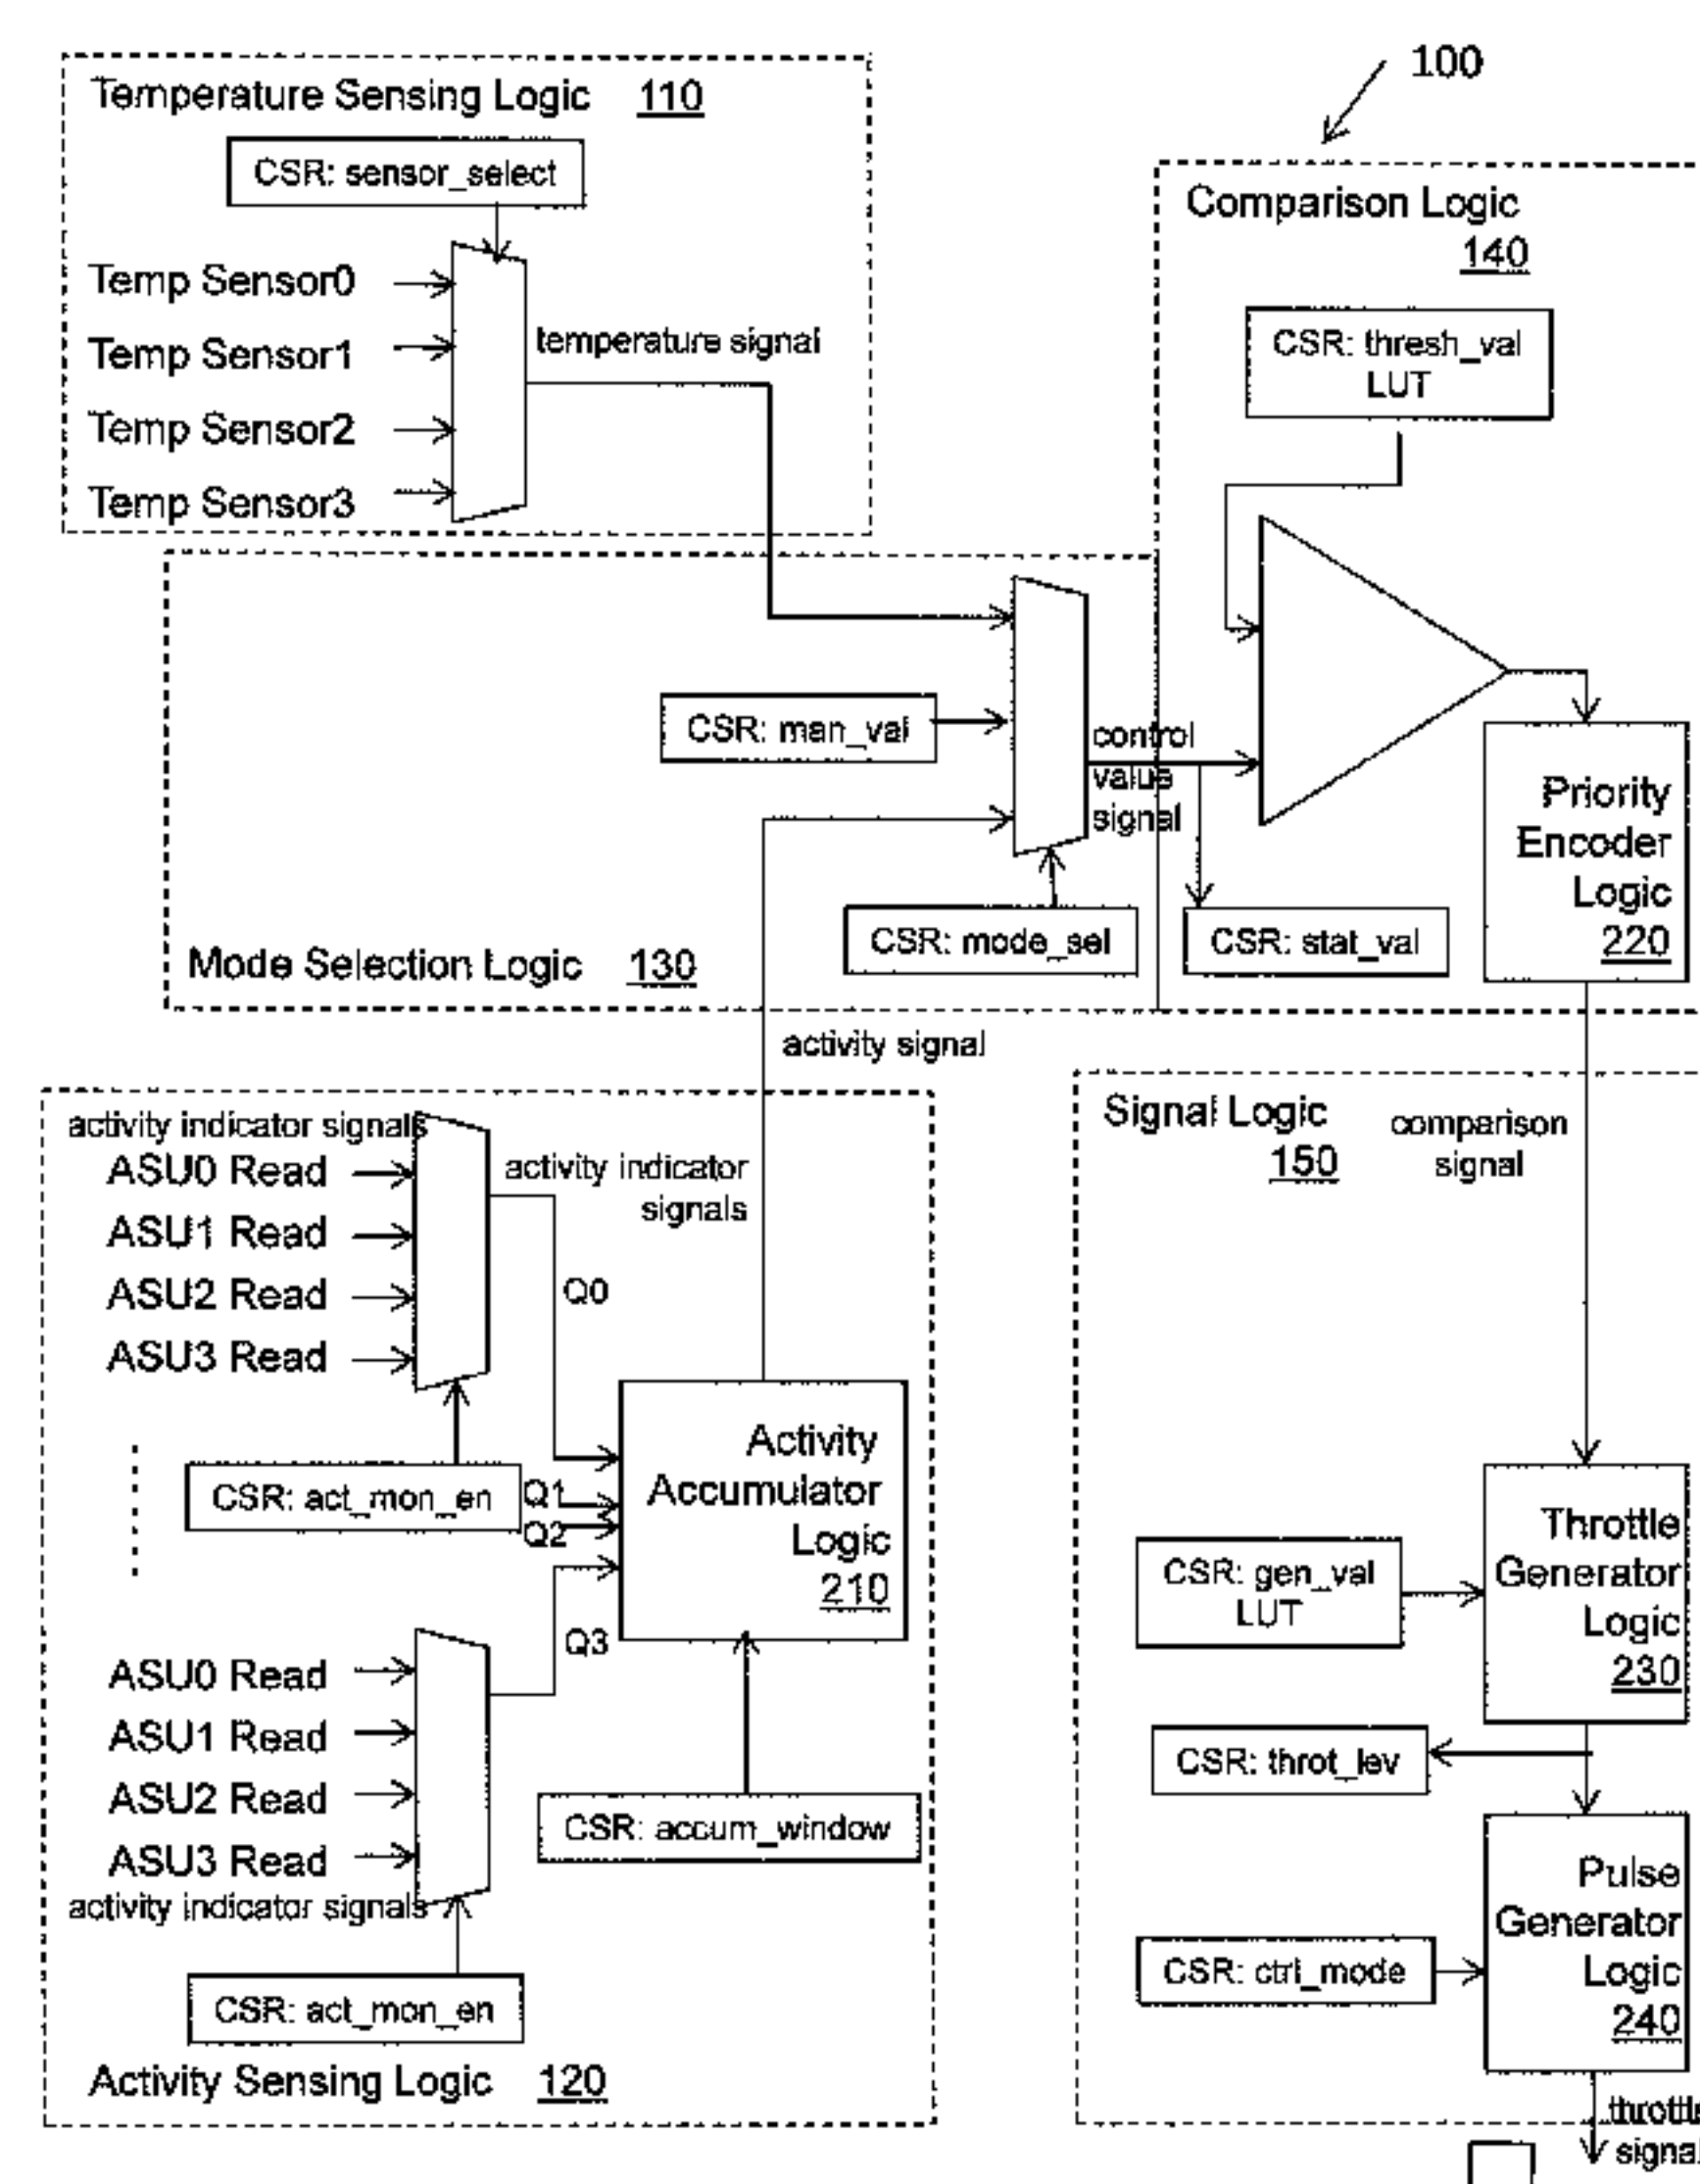 100
Temperature Sensing Logic 110
CSR: sensor_select
Temp Sensor0
Temp Sensor1
Temp Sensor2
Temp Sensor3
temperature signal
Comparison Logic
140
CSR: thresh_val
LUT
CSR: man_val
control
value
signal
CSR: mode_sel
CSR: stat_val
Priority
Encoder
Logic
220
Mode Selection Logic 130
activity signal
activity indicator signals
ASU0 Read
ASU1 Read
ASU2 Read
ASU3 Read
activity indicator
signals
Q0
CSR: act_mon_en
Q1
Q2
Activity
Accumulator
Logic
210
Q3
ASU0 Read
ASU1 Read
ASU2 Read
ASU3 Read
activity indicator signals
CSR: accum_window
CSR: act_mon_en
Activity Sensing Logic 120
Signal Logic
150
comparison
signal
CSR: gen_val
LUT
Throttle
Generator
Logic
230
CSR: throt_lev
Pulse
Generator
Logic
240
CSR: ctrl_mode
signal